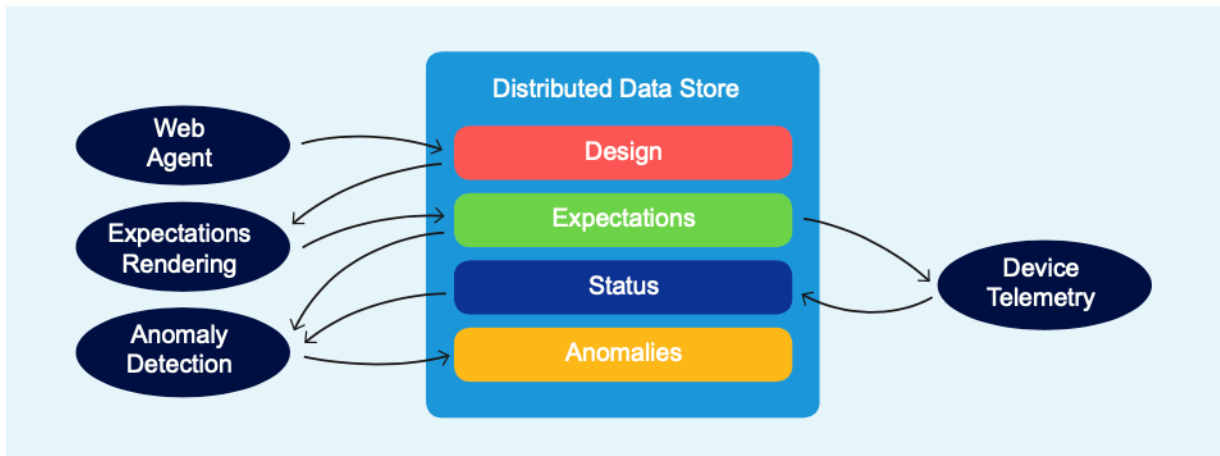 Distributed Data Store
Web
Agent
Design
Expectations
Rendering
Expectations
Status
Device
Telemetry
Anomaly
Detection
Anomalies